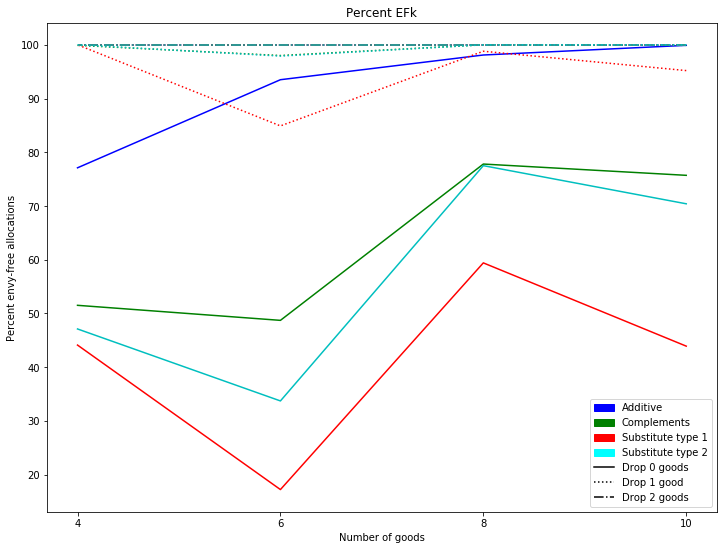 Percent EFk
Percent envy-free allocations
100
90
80
70
60
50
40
30
20
4
6
8
10
Number of goods
Additive
Complements
Substitute type 1
Substitute type 2
Drop 0 goods
Drop 1 good
Drop 2 goods